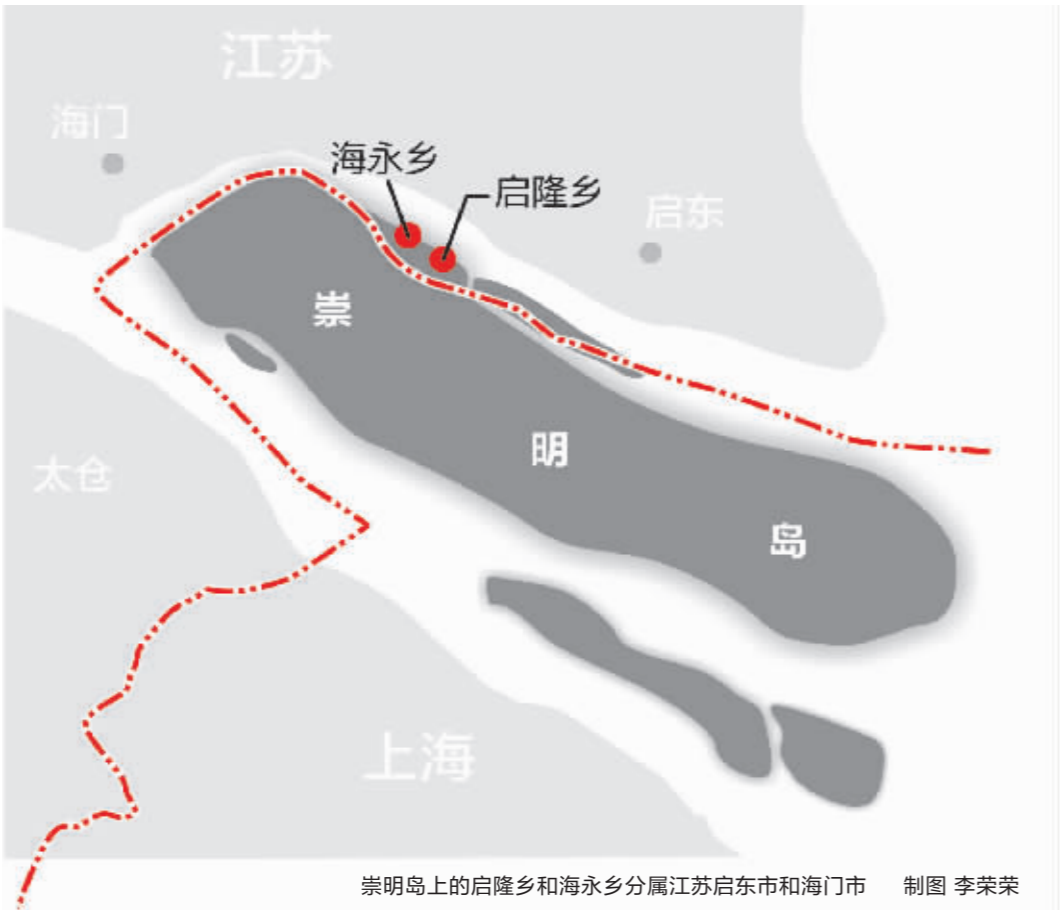 江苏
海门
海永乡
启隆乡
启东
崇
明
太仓
岛
上海
崇明岛上的启隆乡和海永乡分属江苏启东市和海门市 制图 李荣荣